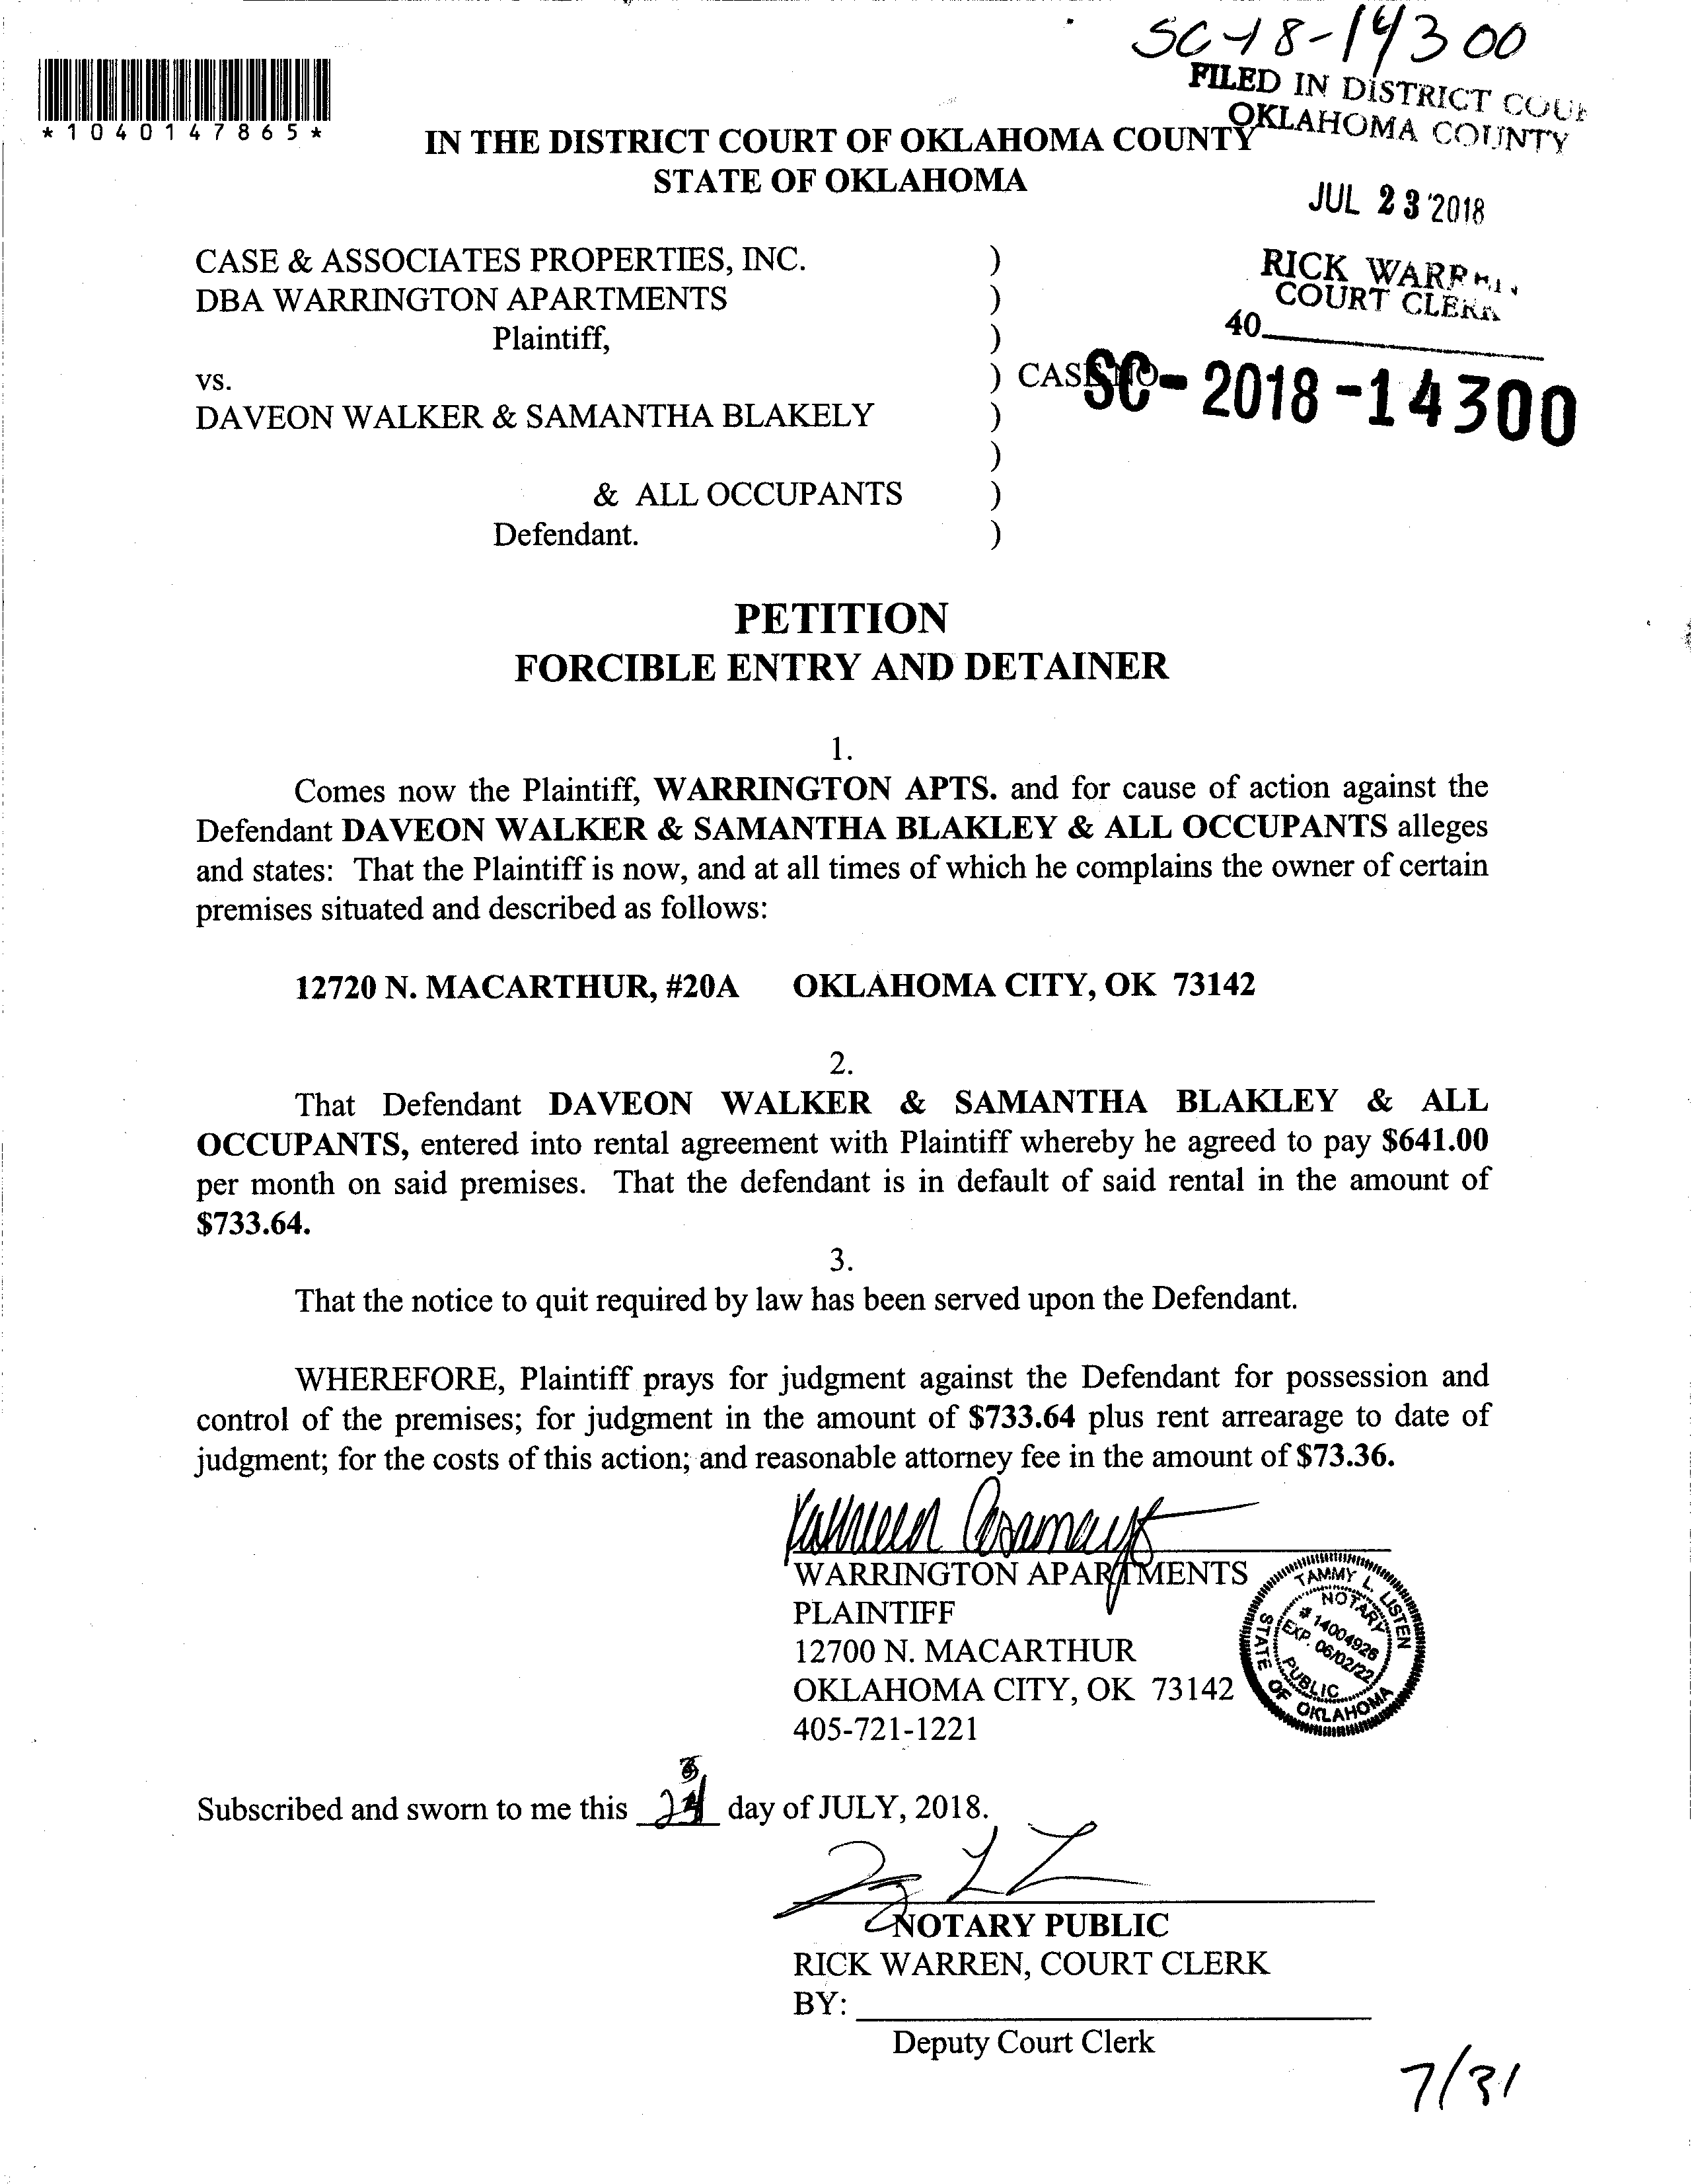 SC-18-14300
FILED IN DISTRICT COU
OKLAHOMA COUNTY
*1040147865*
IN THE DISTRICT COURT OF OKLAHOMA COUNTY
STATE OF OKLAHOMA
JUL 23 2018
CASE & ASSOCIATES PROPERTIES, INC. )
DBA WARRINGTON APARTMENTS )
Plaintiff, )
RICK WARREN
COURT CLERK
40
vs. ) CASE NO.
SC-2018-14300
DAVEON WALKER & SAMANTHA BLAKELY )
)
& ALL OCCUPANTS )
Defendant. )
PETITION
FORCIBLE ENTRY AND DETAINER
1.
Comes now the Plaintiff, WARRINGTON APTS. and for cause of action against the
Defendant DAVEON WALKER & SAMANTHA BLAKLEY & ALL OCCUPANTS alleges
and states: That the Plaintiff is now, and at all times of which he complains the owner of certain
premises situated and described as follows:
12720 N. MACARTHUR, #20A OKLAHOMA CITY, OK 73142
2.
That Defendant DAVEON WALKER & SAMANTHA BLAKLEY & ALL
OCCUPANTS, entered into rental agreement with Plaintiff whereby he agreed to pay $641.00
per month on said premises. That the defendant is in default of said rental in the amount of
$733.64.
3.
That the notice to quit required by law has been served upon the Defendant.
WHEREFORE, Plaintiff prays for judgment against the Defendant for possession and
control of the premises; for judgment in the amount of $733.64 plus rent arrearage to date of
judgment; for the costs of this action; and reasonable attorney fee in the amount of $73.36.
WARRINGTON APARTMENTS
PLAINTIFF
12700 N. MACARTHUR
OKLAHOMA CITY, OK 73142
405-721-1221
TAMMY L. LISTEN
NOTARY
# 14004926
EXP. 06/02/22
PUBLIC
STATE OF OKLAHOMA
Subscribed and sworn to me this 23 day of JULY, 2018.
NOTARY PUBLIC
RICK WARREN, COURT CLERK
BY:
Deputy Court Clerk
7/31